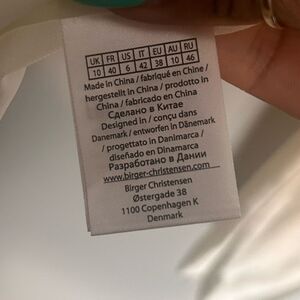 UK FR US IT EU AU RU
10 40 6 42 38 10 46
Made in China / fabriqué en Chine /
hergestellt in China / prodotto in
China / fabricado en China
Сделано в Китае
Designed in / conçu dans
Danemark / entworfen in Dänemark
/ progettato in Danimarca /
diseñado en Dinamarca
Разработано в Дании
www.birger-christensen.com
Birger Christensen
Østergade 38
1100 Copenhagen K
Denmark